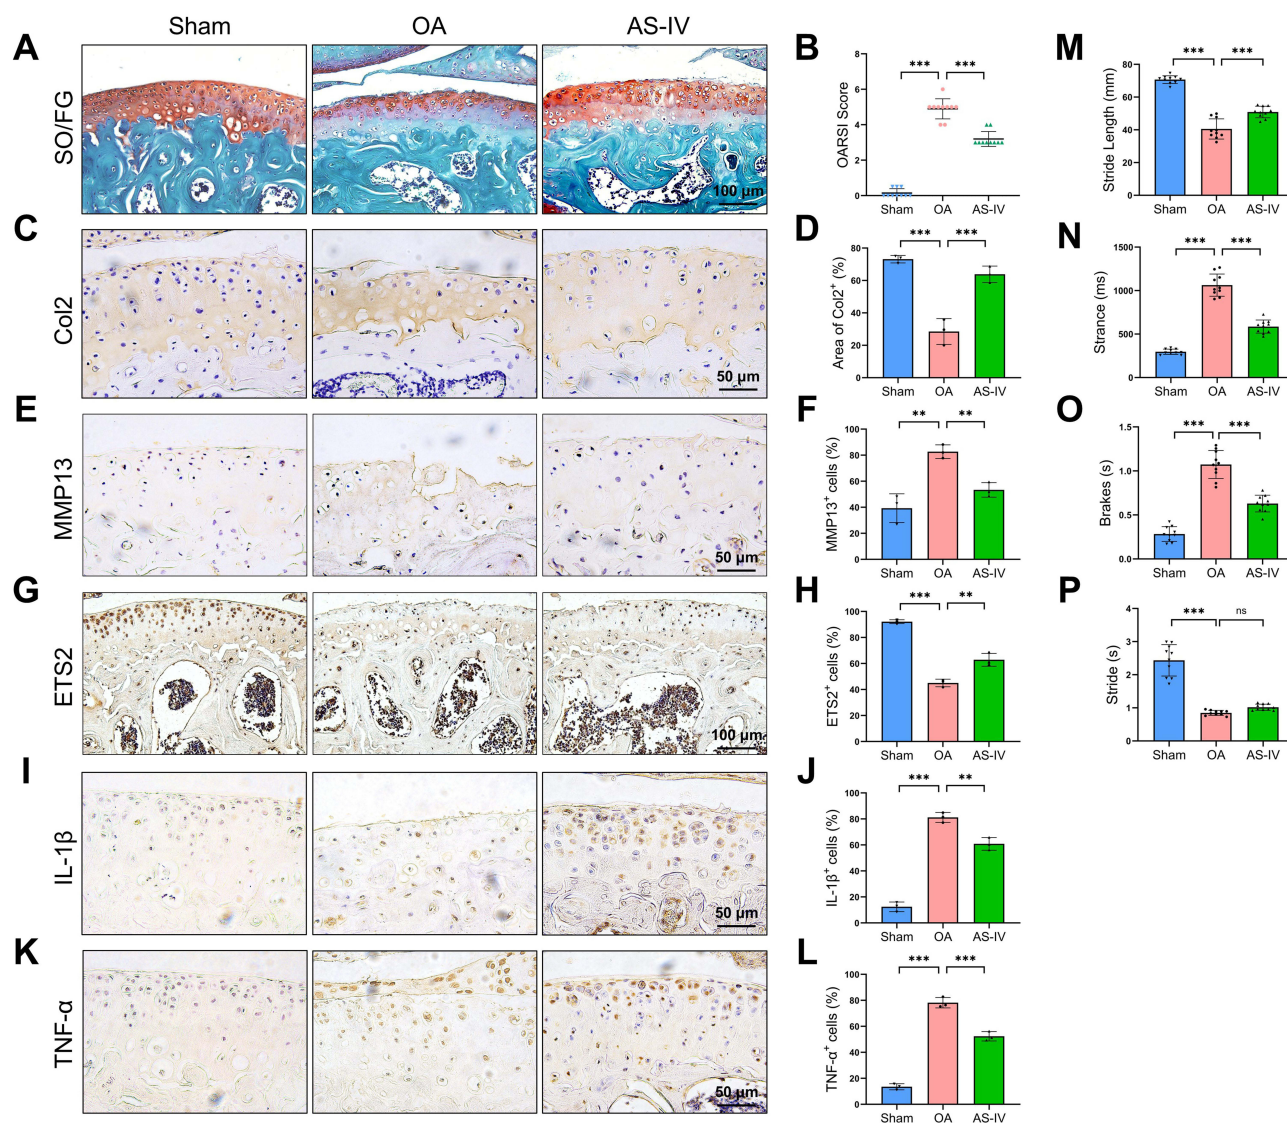 Sham OA AS-IV
A
SO/FG
100 μm
C
Col2
50 μm
E
MMP13
50 μm
G
ETS2
100 μm
I
IL-1β
50 μm
K
TNF-α
50 μm
B
OARSI Score
8
6
4
2
0
*** ***
Sham OA AS-IV
D
Area of Col2+ (%)
80
60
40
20
0
*** ***
Sham OA AS-IV
F
MMP13+ cells (%)
100
80
60
40
20
0
** **
Sham OA AS-IV
H
ETS2+ cells (%)
100
80
60
40
20
0
*** **
Sham OA AS-IV
J
IL-1β+ cells (%)
100
80
60
40
20
0
*** **
Sham OA AS-IV
L
TNF-α+ cells (%)
100
80
60
40
20
0
*** ***
Sham OA AS-IV
M
Stride Length (mm)
80
60
40
20
0
*** ***
Sham OA AS-IV
N
Strance (ms)
1500
1000
500
0
*** ***
Sham OA AS-IV
O
Brakes (s)
1.5
1.0
0.5
0.0
*** ***
Sham OA AS-IV
P
Stride (s)
4
3
2
1
0
*** ns
Sham OA AS-IV